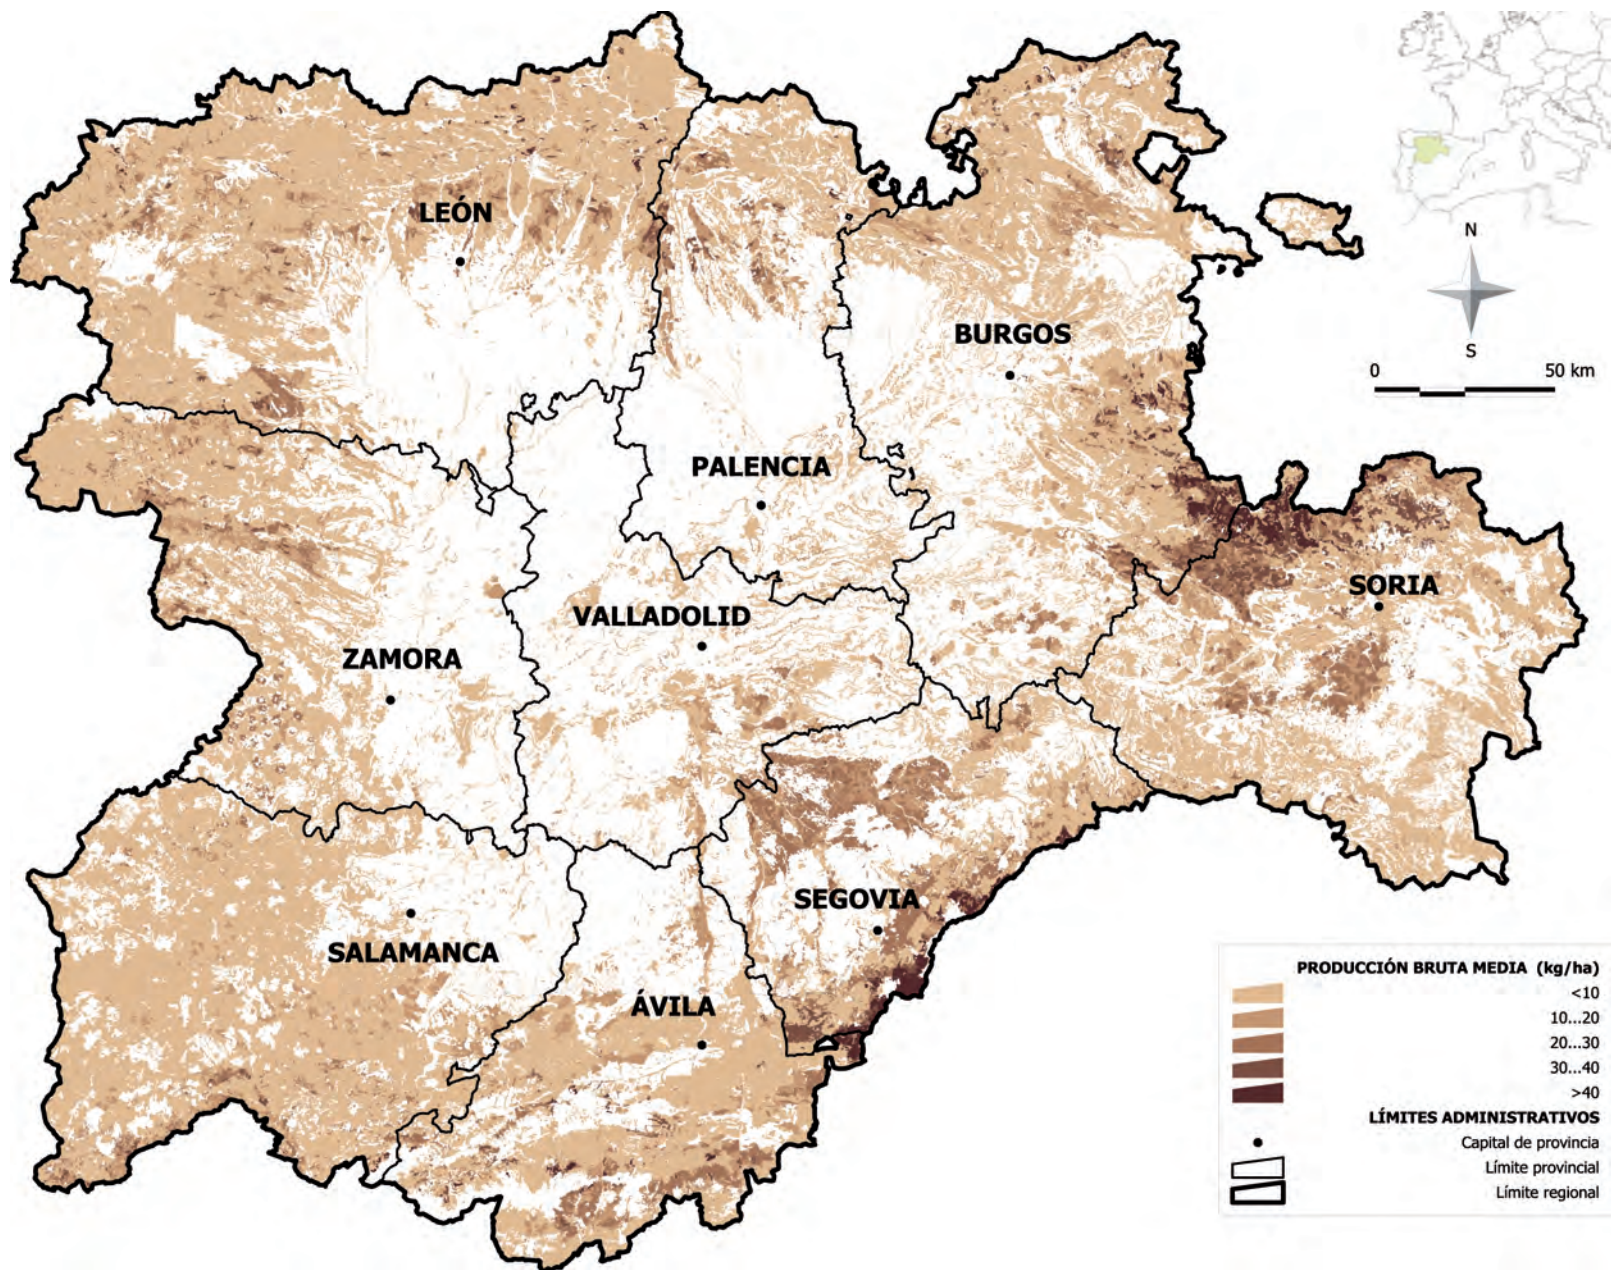 N
S
0 50 km
LEÓN
BURGOS
PALENCIA
SORIA
VALLADOLID
ZAMORA
SEGOVIA
SALAMANCA
ÁVILA
PRODUCCIÓN BRUTA MEDIA (kg/ha)
<10
10...20
20...30
30...40
>40
LÍMITES ADMINISTRATIVOS
Capital de provincia
Límite provincial
Límite regional